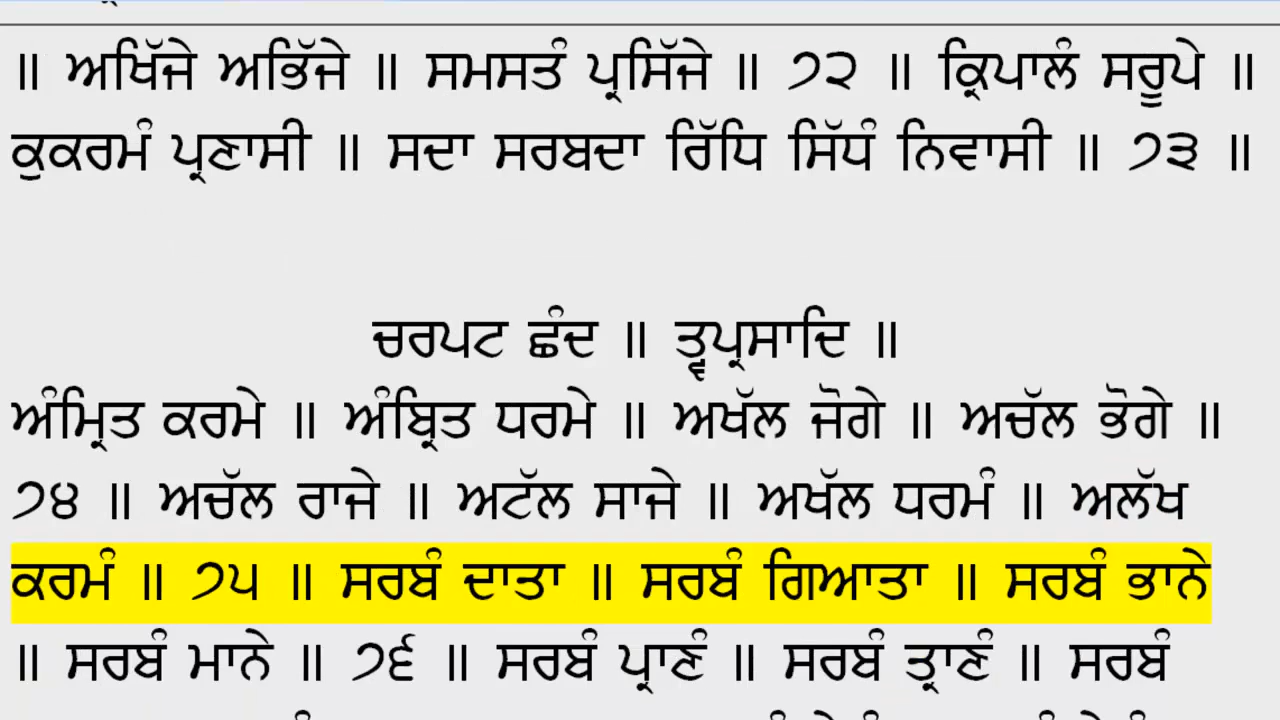 ॥ ਅਖਿੱਜੇ ਅਭਿੱਜੇ ॥ ਸਮਸਤੰ ਪ੍ਰਸਿੱਜੇ ॥ ੭੨ ॥ ਕ੍ਰਿਪਾਲੰ ਸਰੂਪੇ ॥
ਕੁਕਰਮੰ ਪ੍ਰਣਾਸੀ ॥ ਸਦਾ ਸਰਬਦਾ ਰਿੱਧਿ ਸਿੱਧੰ ਨਿਵਾਸੀ ॥ ੭੩ ॥
ਚਰਪਟ ਛੰਦ ॥ ਤ੍ਵਪ੍ਰਸਾਦਿ ॥
ਅੰਮ੍ਰਿਤ ਕਰਮੇ ॥ ਅੰਬ੍ਰਿਤ ਧਰਮੇ ॥ ਅਖੱਲ ਜੋਗੇ ॥ ਅਚੱਲ ਭੋਗੇ ॥
੭੪ ॥ ਅਚੱਲ ਰਾਜੇ ॥ ਅਟੱਲ ਸਾਜੇ ॥ ਅਖੱਲ ਧਰਮੰ ॥ ਅਲੱਖ
ਕਰਮੰ ॥ ੭੫ ॥ ਸਰਬੰ ਦਾਤਾ ॥ ਸਰਬੰ ਗਿਆਤਾ ॥ ਸਰਬੰ ਭਾਨੇ
॥ ਸਰਬੰ ਮਾਨੇ ॥ ੭੬ ॥ ਸਰਬੰ ਪ੍ਰਾਣੰ ॥ ਸਰਬੰ ਤ੍ਰਾਣੰ ॥ ਸਰਬੰ